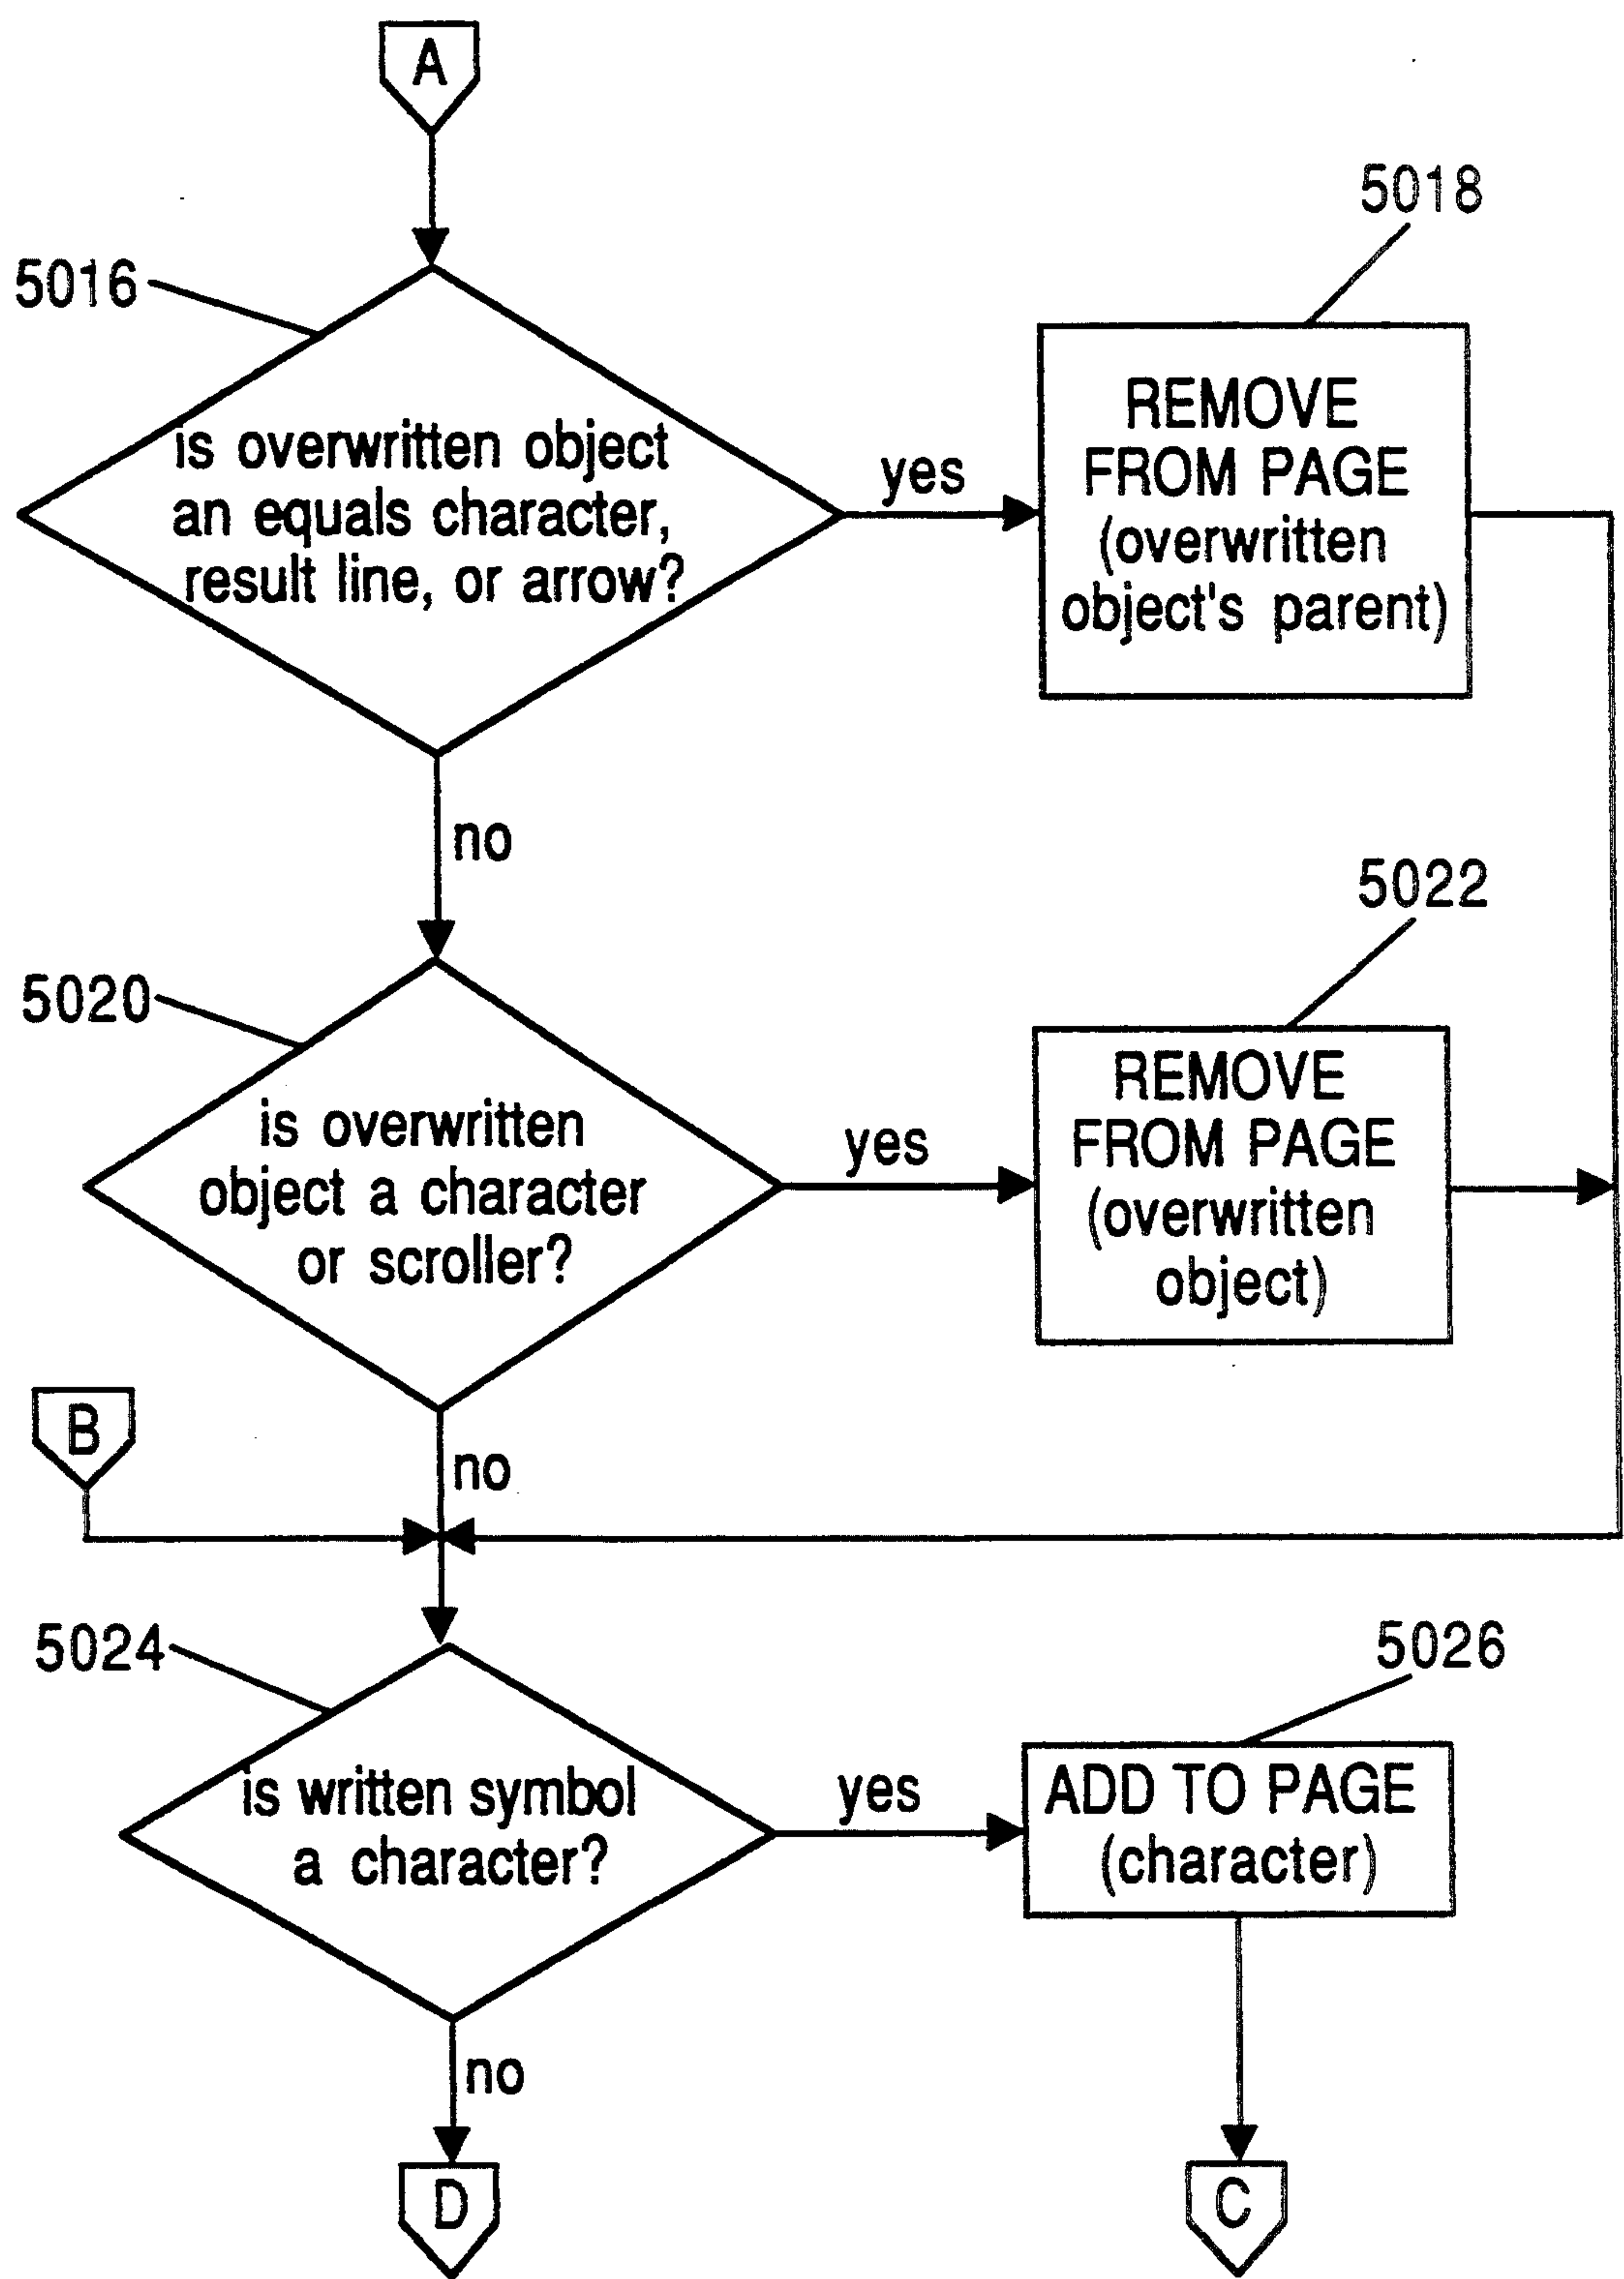 A
5018
5016
is overwritten object
an equals character,
result line, or arrow?
yes
REMOVE
FROM PAGE
(overwritten
object's parent)
no
5022
5020
is overwritten
object a character
or scroller?
yes
REMOVE
FROM PAGE
(overwritten
object)
B
no
5024
5026
is written symbol
a character?
yes
ADD TO PAGE
(character)
no
D
C